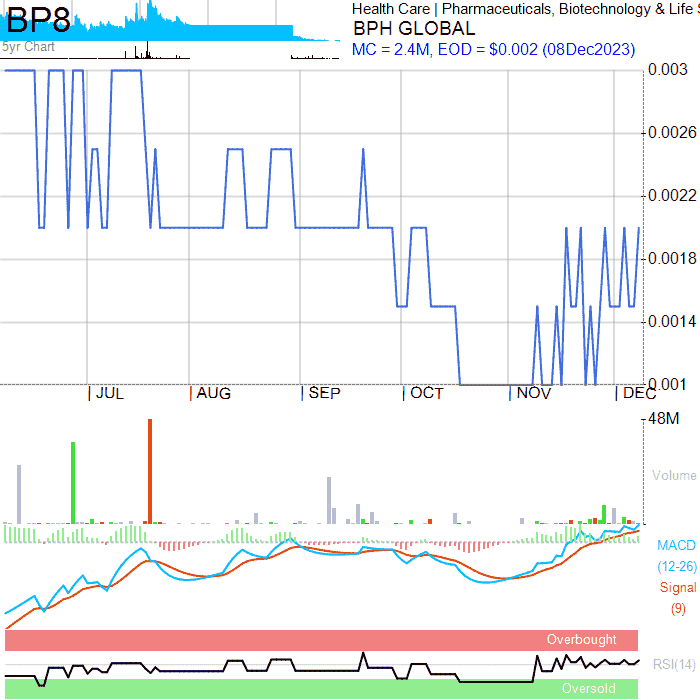 BP8
5yr Chart
Health Care | Pharmaceuticals, Biotechnology & Life S
BPH GLOBAL
MC = 2.4M, EOD = $0.002 (08Dec2023)
0.003
0.0026
0.0022
0.0018
0.0014
0.001
JUL
AUG
SEP
OCT
NOV
DEC
48M
Volume
MACD
(12-26)
Signal
(9)
Overbought
RSI(14)
Oversold